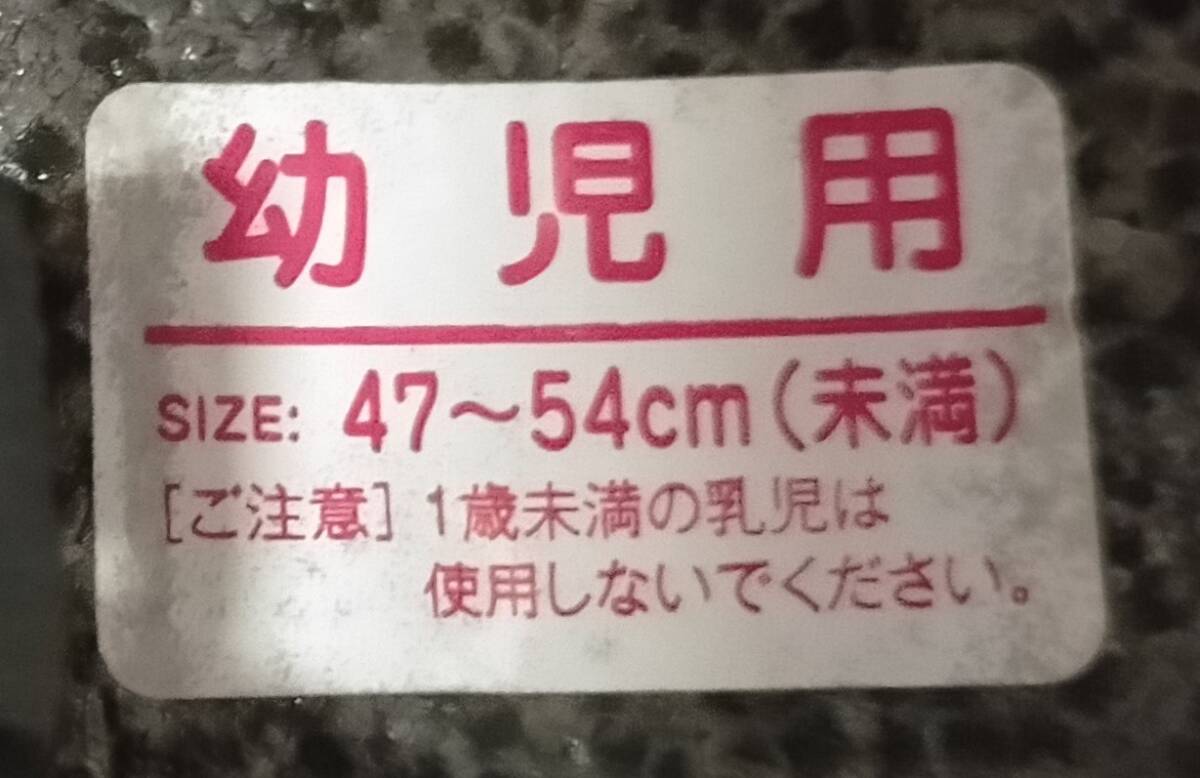 幼児用
SIZE: 47～54cm（未満）
［ご注意］1歳未満の乳児は
使用しないでください。